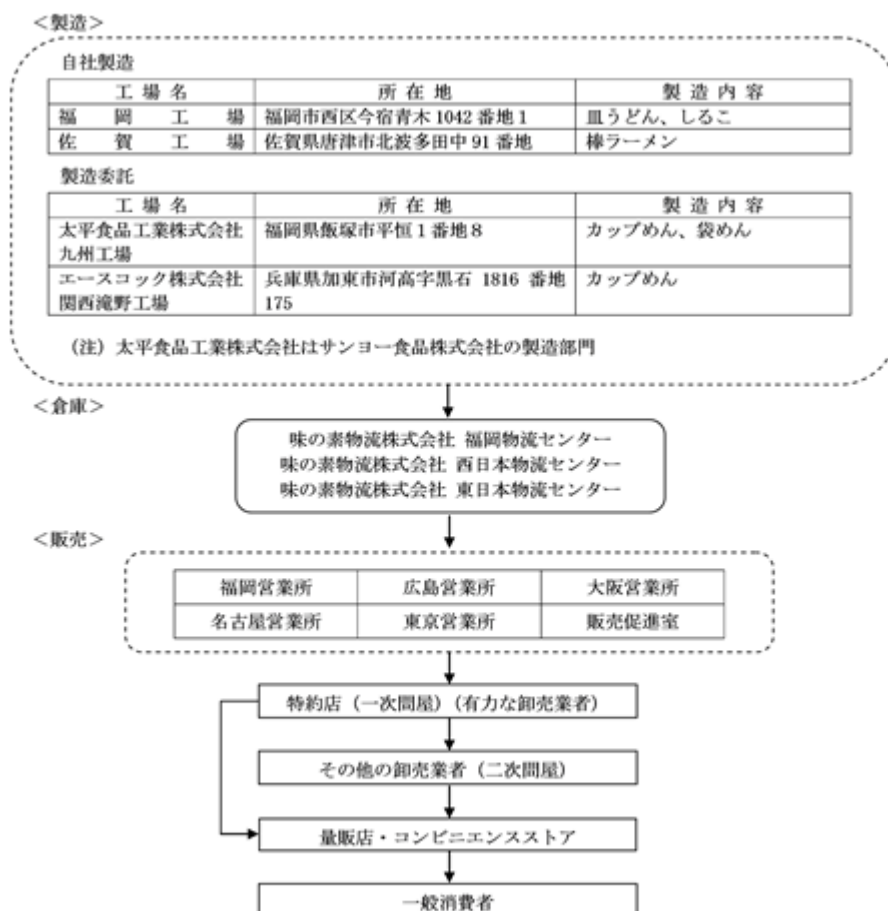 <製造>
自社製造
工場名 所在地 製造内容
福岡工場 福岡市西区今宿青木1042番地1 皿うどん、しるこ
佐賀工場 佐賀県唐津市北波多田中91番地 棒ラーメン
製造委託
工場名 所在地 製造内容
太平食品工業株式会社 福岡県飯塚市平恒1番地8 カップめん、袋めん
九州工場
エースコック株式会社 兵庫県加東市河高字黒石 1816 番地 カップめん
関西滝野工場 175
(注)太平食品工業株式会社はサンヨー食品株式会社の製造部門
<倉庫>
味の素物流株式会社 福岡物流センター
味の素物流株式会社 西日本物流センター
味の素物流株式会社 東日本物流センター
<販売>
福岡営業所 広島営業所 大阪営業所
名古屋営業所 東京営業所 販売促進室
特約店(一次問屋)(有力な卸売業者)
その他の卸売業者(二次問屋)
量販店・コンビニエンスストア
一般消費者